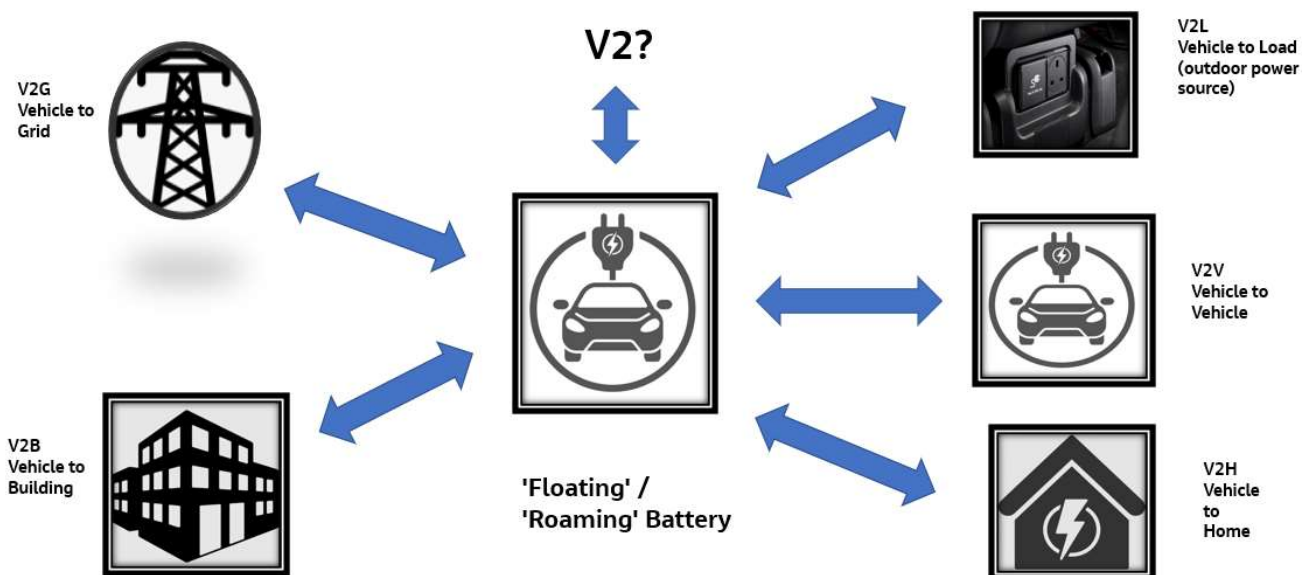 V2?
V2G
Vehicle to
Grid
V2L
Vehicle to Load
(outdoor power
source)
V2V
Vehicle to
Vehicle
V2B
Vehicle to
Building
'Floating' /
'Roaming' Battery
V2H
Vehicle
to
Home